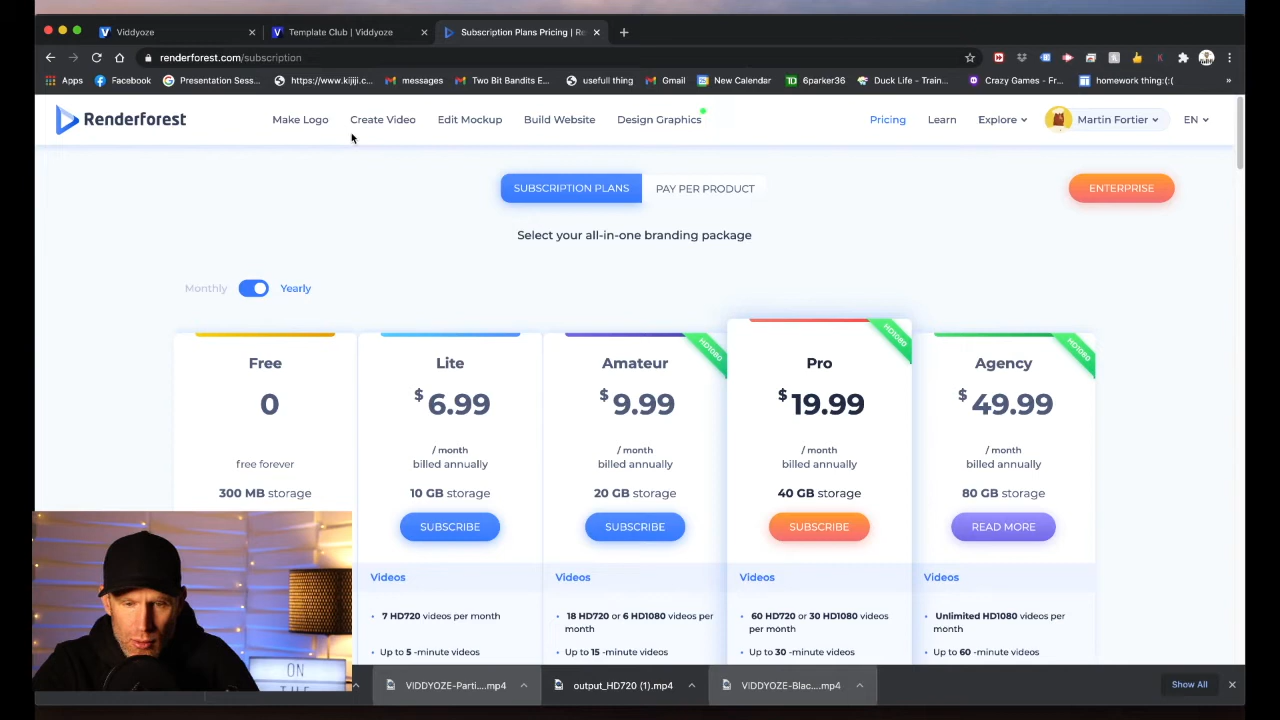 Viddyoze
Template Club | Viddyoze
Subscription Plans Pricing | Re
renderforest.com/subscription
Apps
Facebook
Presentation Sess...
https://www.kijiji.c...
messages
Two Bit Bandits E...
usefull thing
Gmail
New Calendar
6parker36
Duck Life - Train...
Crazy Games - Fr...
homework thing:(:(
»
Renderforest
Make Logo
Create Video
Edit Mockup
Build Website
Design Graphics
Pricing
Learn
Explore
Martin Fortier
EN
SUBSCRIPTION PLANS
PAY PER PRODUCT
ENTERPRISE
Select your all-in-one branding package
Monthly
Yearly
Free
0
free forever
300 MB storage
Lite
$6.99
/ month
billed annually
10 GB storage
SUBSCRIBE
Videos
• 7 HD720 videos per month
• Up to 5 -minute videos
HD1080
Amateur
$9.99
/ month
billed annually
20 GB storage
SUBSCRIBE
Videos
• 18 HD720 or 6 HD1080 videos per
month
• Up to 15 -minute videos
HD1080
Pro
$19.99
/ month
billed annually
40 GB storage
SUBSCRIBE
Videos
• 60 HD720 or 30 HD1080 videos
per month
• Up to 30 -minute videos
HD1080
Agency
$49.99
/ month
billed annually
80 GB storage
READ MORE
Videos
• Unlimited HD1080 videos per
month
• Up to 60 -minute videos
ON
THE
VIDDYOZE-Parti....mp4
output_HD720 (1).mp4
VIDDYOZE-Blac....mp4
Show All